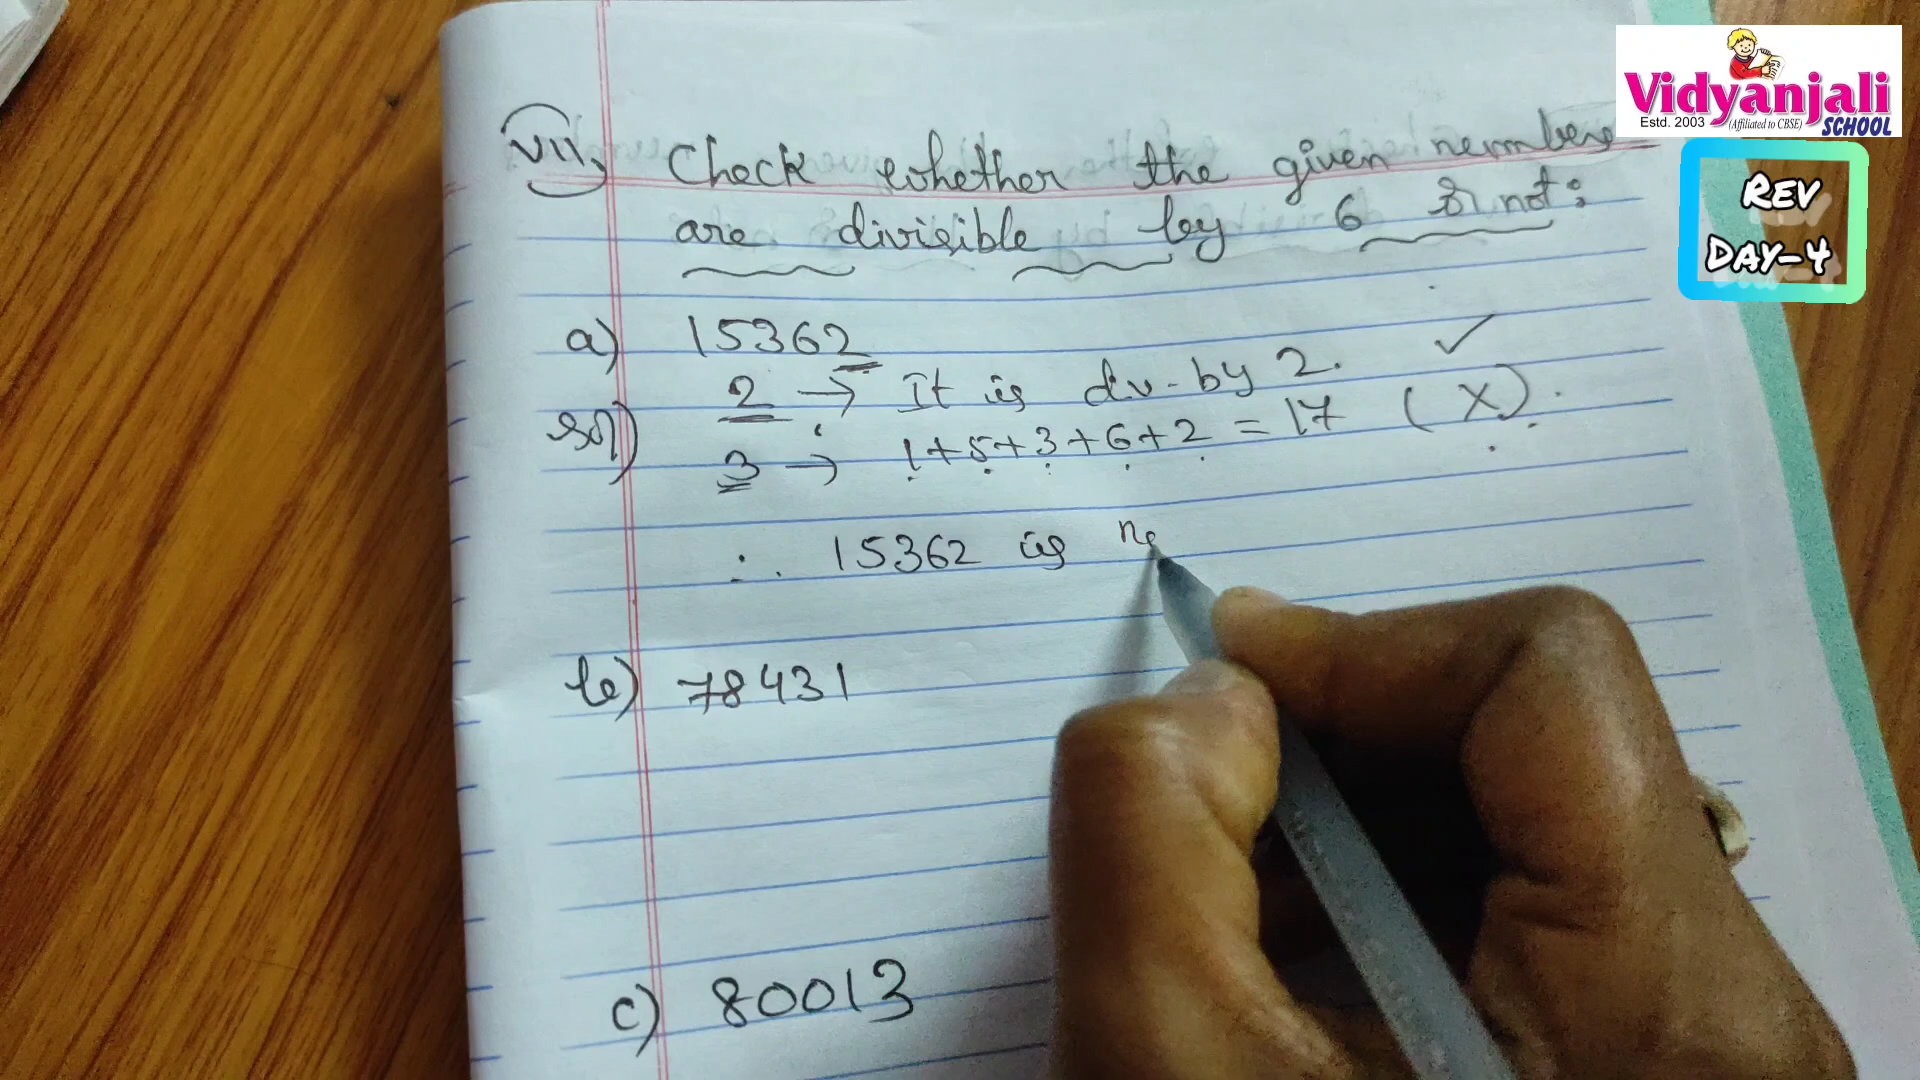 Vidyanjali
Estd. 2003 (Affiliated to CBSE) SCHOOL
REV
DAY-4
vii) Check whether the given numbers
are divisible by 6 or not:
a) 15362
2 → It is div. by 2. ✓
sol) 3 → 1+5+3+6+2 = 17 (X).
∴ 15362 is no
b) 78431
c) 80013